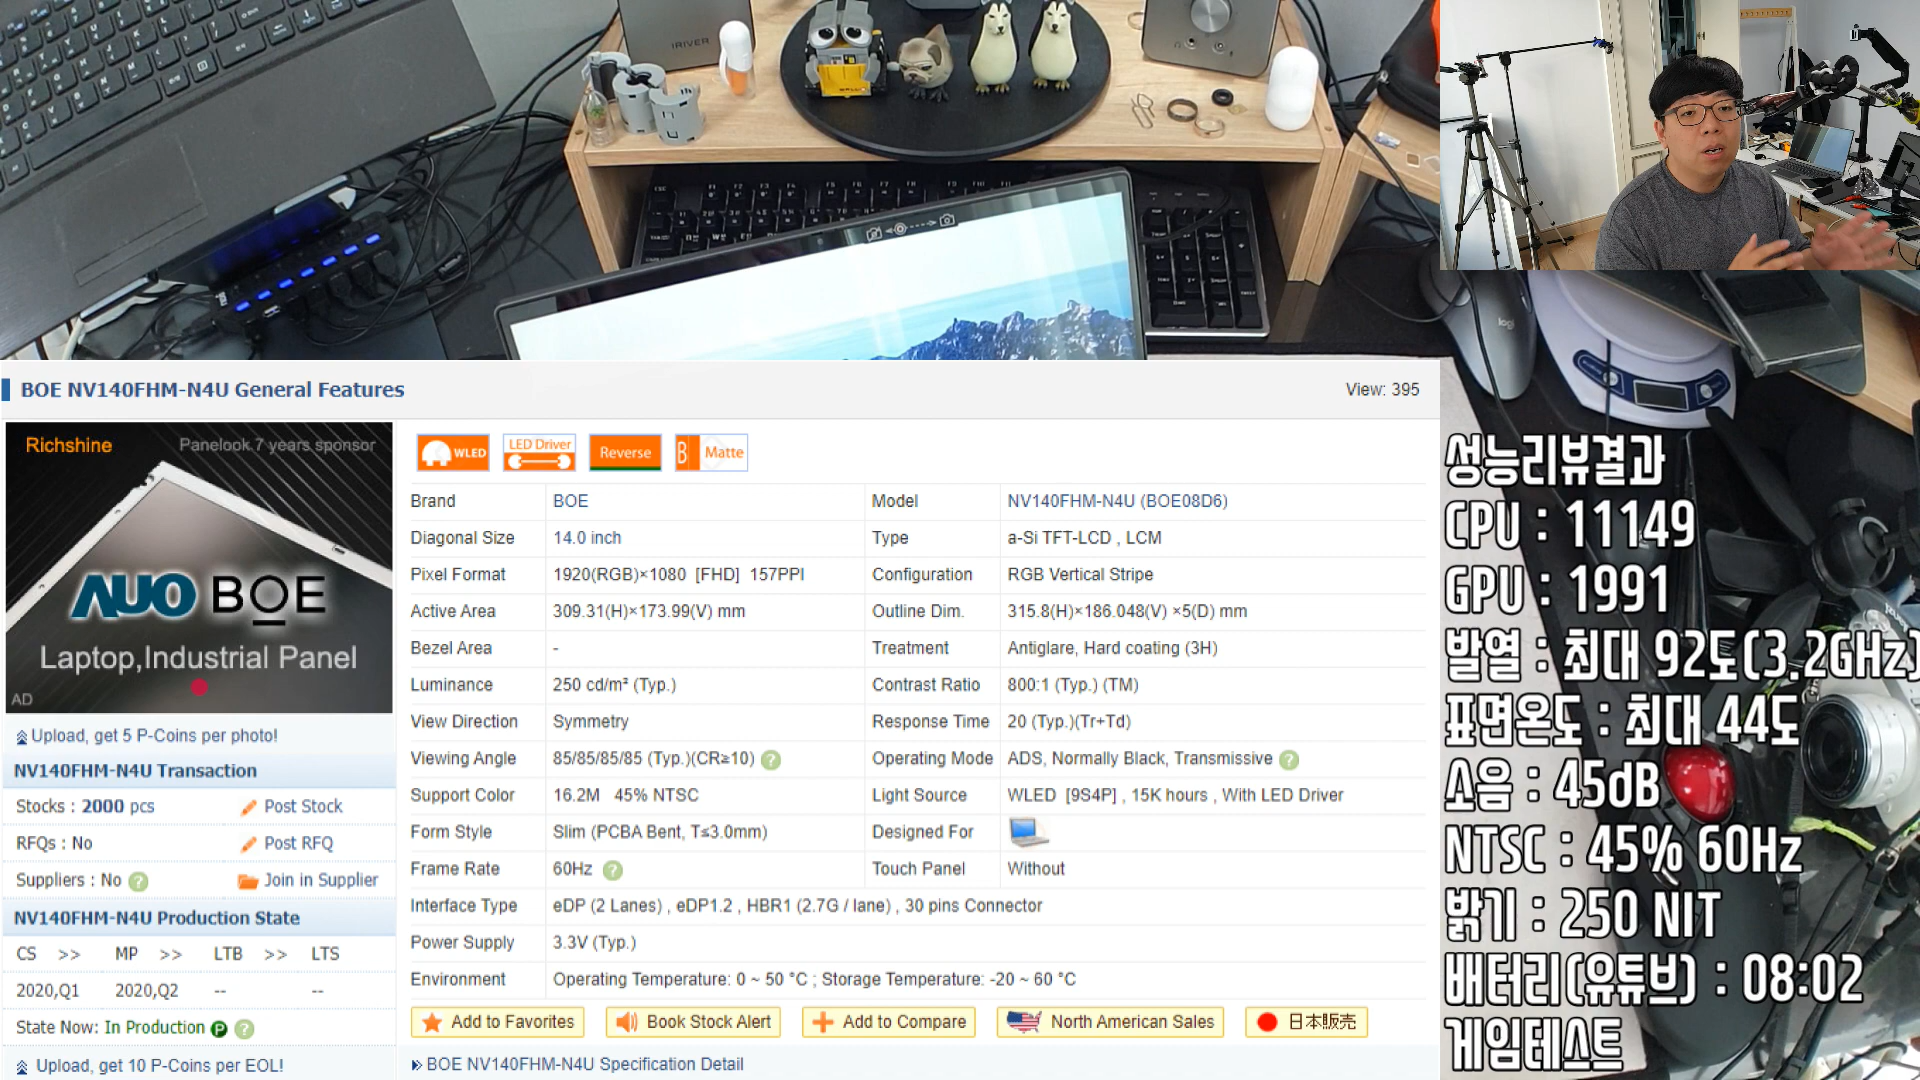 IRIVER
WALL·E
logi
BOE NV140FHM-N4U General Features
View: 395
Richshine
Panelook 7 years sponsor
AUO BOE
Laptop,Industrial Panel
AD
Upload, get 5 P-Coins per photo!
NV140FHM-N4U Transaction
Stocks : 2000 pcs
Post Stock
RFQs : No
Post RFQ
Suppliers : No ?
Join in Supplier
NV140FHM-N4U Production State
CS >> MP >> LTB >> LTS
2020,Q1 2020,Q2 -- --
State Now: In Production P ?
Upload, get 10 P-Coins per EOL!
WLED
LED Driver
Reverse
B Matte
Brand BOE Model NV140FHM-N4U (BOE08D6)
Diagonal Size 14.0 inch Type a-Si TFT-LCD , LCM
Pixel Format 1920(RGB)×1080 [FHD] 157PPI Configuration RGB Vertical Stripe
Active Area 309.31(H)×173.99(V) mm Outline Dim. 315.8(H)×186.048(V) ×5(D) mm
Bezel Area - Treatment Antiglare, Hard coating (3H)
Luminance 250 cd/m² (Typ.) Contrast Ratio 800:1 (Typ.) (TM)
View Direction Symmetry Response Time 20 (Typ.)(Tr+Td)
Viewing Angle 85/85/85/85 (Typ.)(CR≥10) ? Operating Mode ADS, Normally Black, Transmissive ?
Support Color 16.2M 45% NTSC Light Source WLED [9S4P] , 15K hours , With LED Driver
Form Style Slim (PCBA Bent, T≤3.0mm) Designed For
Frame Rate 60Hz ? Touch Panel Without
Interface Type eDP (2 Lanes) , eDP1.2 , HBR1 (2.7G / lane) , 30 pins Connector
Power Supply 3.3V (Typ.)
Environment Operating Temperature: 0 ~ 50 °C ; Storage Temperature: -20 ~ 60 °C
Add to Favorites
Book Stock Alert
Add to Compare
North American Sales
日本販売
BOE NV140FHM-N4U Specification Detail
성능리뷰결과
CPU : 11149
GPU : 1991
발열 : 최대 92도(3.2GHz)
표면온도 : 최대 44도
소음 : 45dB
NTSC : 45% 60Hz
밝기 : 250 NIT
배터리(유튜브) : 08:02
게임테스트